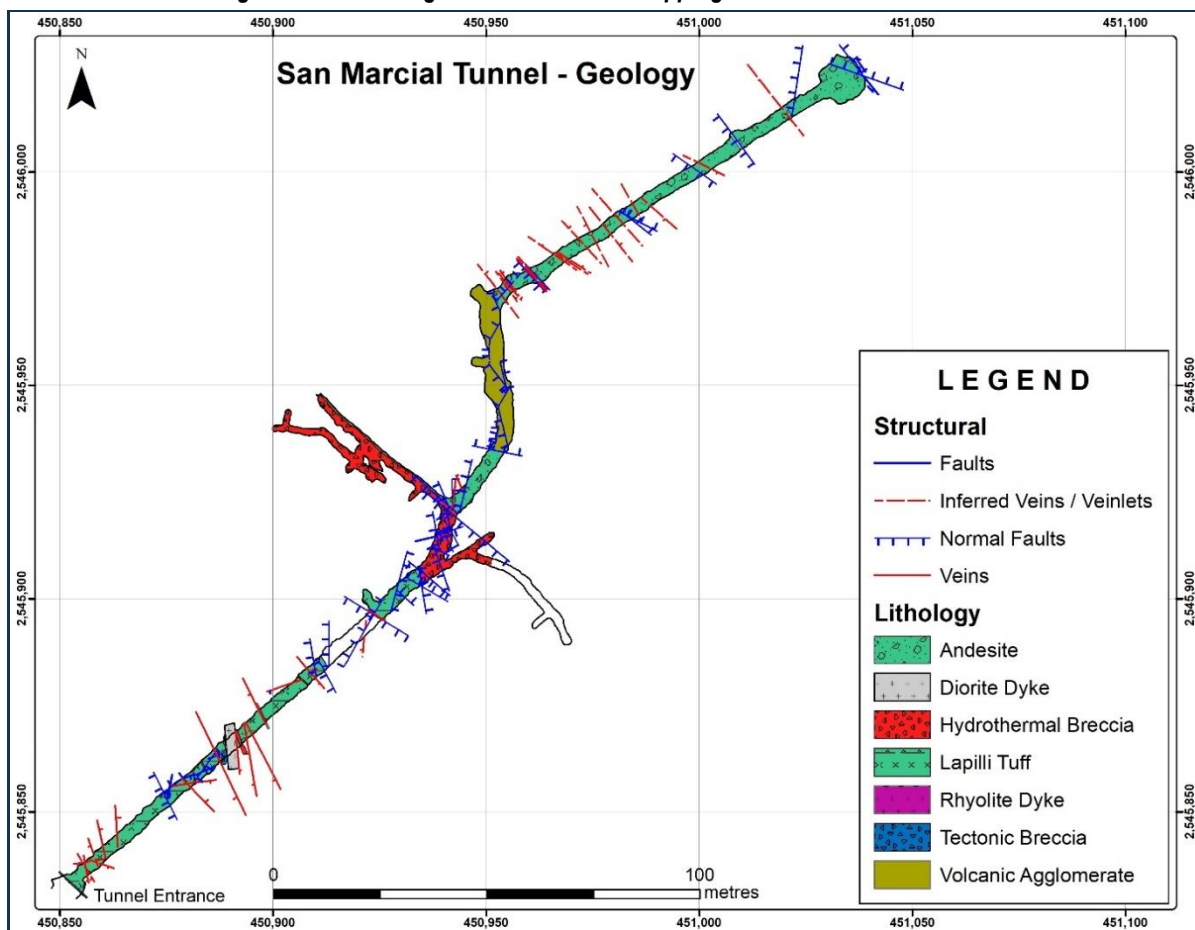 450,850 450,900 450,950 451,000 451,050 451,100
N
San Marcial Tunnel - Geology
2,546,000 2,546,000
2,545,950 2,545,950
LEGEND
Structural
Faults
Inferred Veins / Veinlets
Normal Faults
Veins
2,545,900 2,545,900
Lithology
Andesite
Diorite Dyke
Hydrothermal Breccia
Lapilli Tuff
Rhyolite Dyke
Tectonic Breccia
Volcanic Agglomerate
2,545,850 2,545,850
0 100
metres
Tunnel Entrance
450,850 450,900 450,950 451,000 451,050 451,100